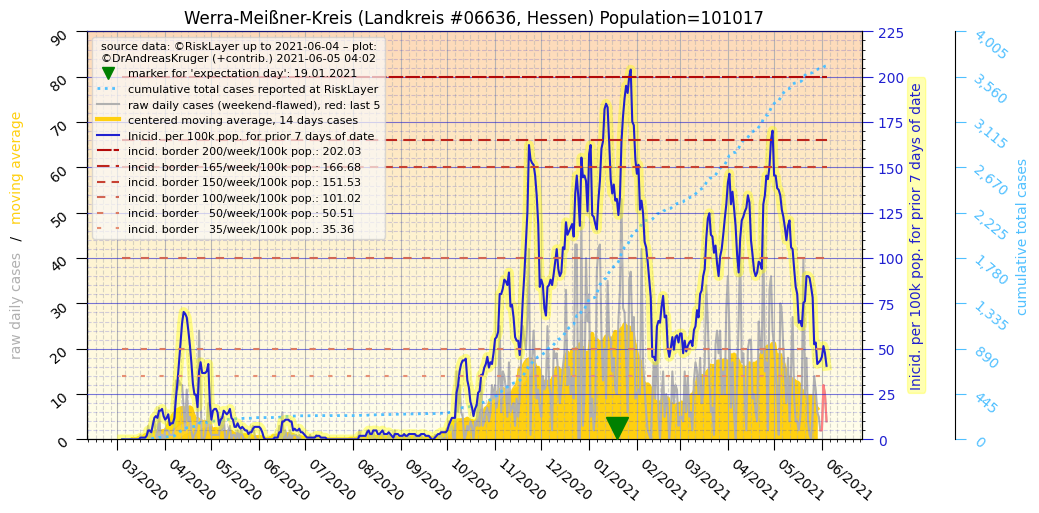 Werra-Meißner-Kreis (Landkreis #06636, Hessen) Population=101017
source data: ©RiskLayer up to 2021-06-04 – plot:
©DrAndreasKruger (+contrib.) 2021-06-05 04:02
marker for 'expectation day': 19.01.2021
cumulative total cases reported at RiskLayer
raw daily cases (weekend-flawed), red: last 5
centered moving average, 14 days cases
Inicid. per 100k pop. for prior 7 days of date
incid. border 200/week/100k pop.: 202.03
incid. border 165/week/100k pop.: 166.68
incid. border 150/week/100k pop.: 151.53
incid. border 100/week/100k pop.: 101.02
incid. border   50/week/100k pop.: 50.51
incid. border   35/week/100k pop.: 35.36
raw daily cases / moving average
90
80
70
60
50
40
30
20
10
0
03/2020
04/2020
05/2020
06/2020
07/2020
08/2020
09/2020
10/2020
11/2020
12/2020
01/2021
02/2021
03/2021
04/2021
05/2021
06/2021
225
200
175
150
125
100
75
50
25
0
Inicid. per 100k pop. for prior 7 days of date
4,005
3,560
3,115
2,670
2,225
1,780
1,335
890
445
0
cumulative total cases